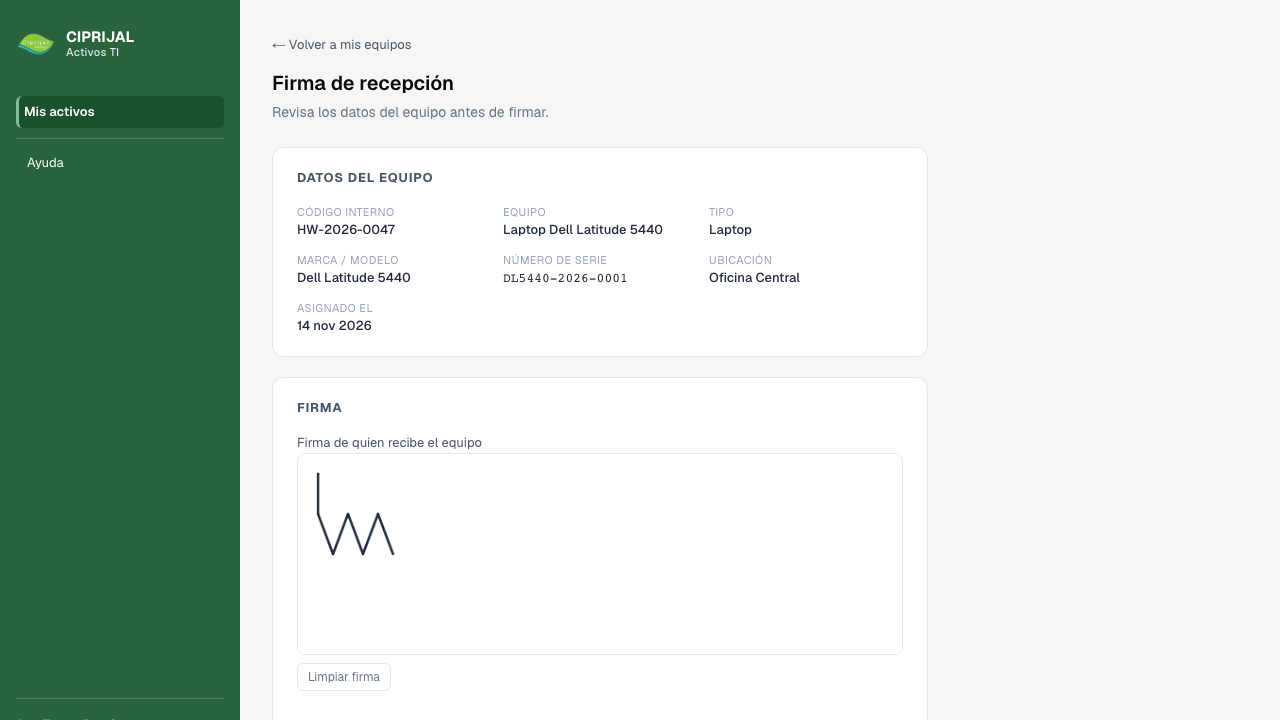 CIPRIJAL
Activos TI
Mis activos
Ayuda
← Volver a mis equipos
Firma de recepción
Revisa los datos del equipo antes de firmar.
DATOS DEL EQUIPO
CÓDIGO INTERNO
HW-2026-0047
EQUIPO
Laptop Dell Latitude 5440
TIPO
Laptop
MARCA / MODELO
Dell Latitude 5440
NÚMERO DE SERIE
DL5440-2026-0001
UBICACIÓN
Oficina Central
ASIGNADO EL
14 nov 2026
FIRMA
Firma de quien recibe el equipo
Limpiar firma